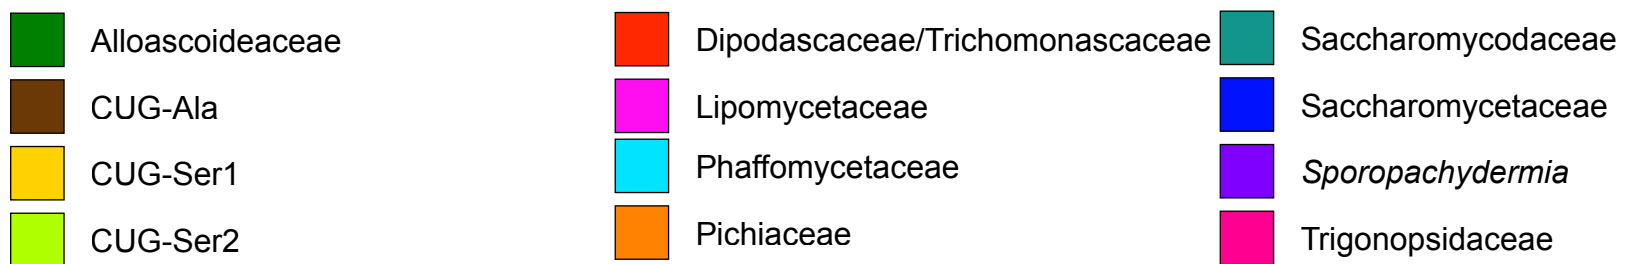 Alloascoideaceae
CUG-Ala
CUG-Ser1
CUG-Ser2
Dipodascaceae/Trichomonascaceae
Lipomycetaceae
Phaffomycetaceae
Pichiaceae
Saccharomycodaceae
Saccharomycetaceae
Sporopachydermia
Trigonopsidaceae